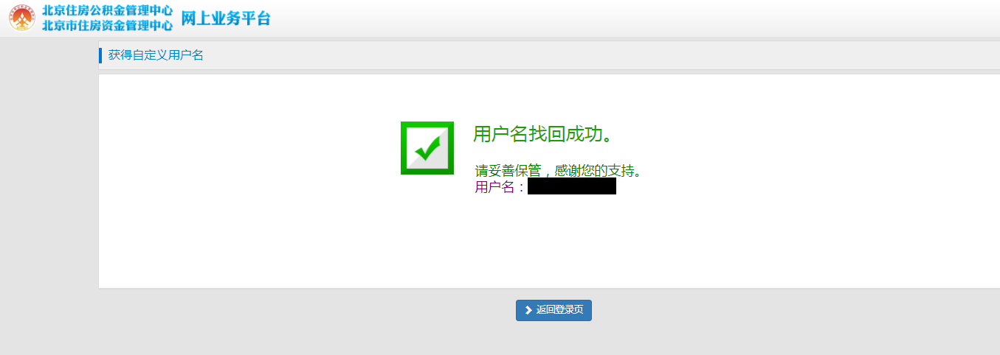 北京住房公积金管理中心
北京市住房资金管理中心
网上业务平台
获得自定义用户名
用户名找回成功。
请妥善保管，感谢您的支持。
用户名：
返回登录页